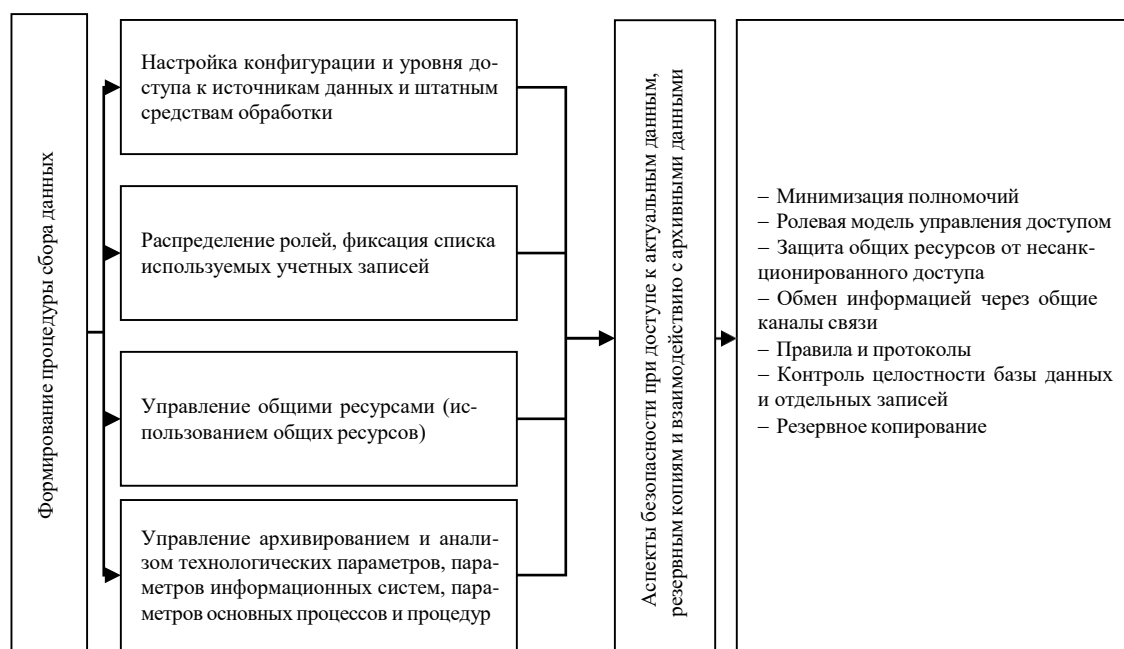 Формирование процедуры сбора данных
Настройка конфигурации и уровня до-
ступа к источникам данных и штатным
средствам обработки
Распределение ролей, фиксация списка
используемых учетных записей
Управление общими ресурсами (ис-
пользованием общих ресурсов)
Управление архивированием и анали-
зом технологических параметров, пара-
метров информационных систем, пара-
метров основных процессов и процедур
Аспекты безопасности при доступе к актуальным данным,
резервным копиям и взаимодействию с архивными данными
– Минимизация полномочий
– Ролевая модель управления доступом
– Защита общих ресурсов от несанк-
ционированного доступа
– Обмен информацией через общие
каналы связи
– Правила и протоколы
– Контроль целостности базы данных
и отдельных записей
– Резервное копирование